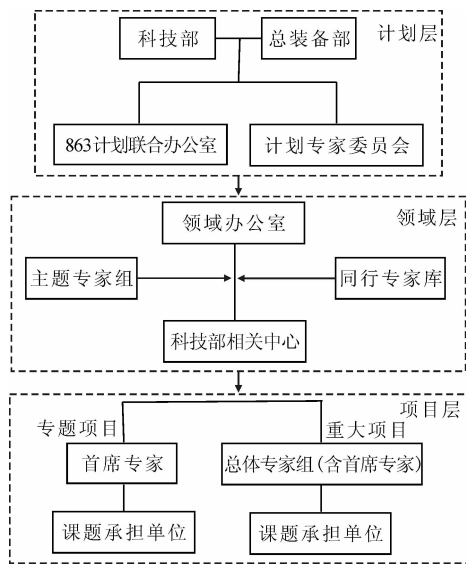 科技部
总装备部
计划层
863计划联合办公室
计划专家委员会
领域办公室
领域层
主题专家组
同行专家库
科技部相关中心
项目层
专题项目
重大项目
首席专家
总体专家组(含首席专家)
课题承担单位
课题承担单位